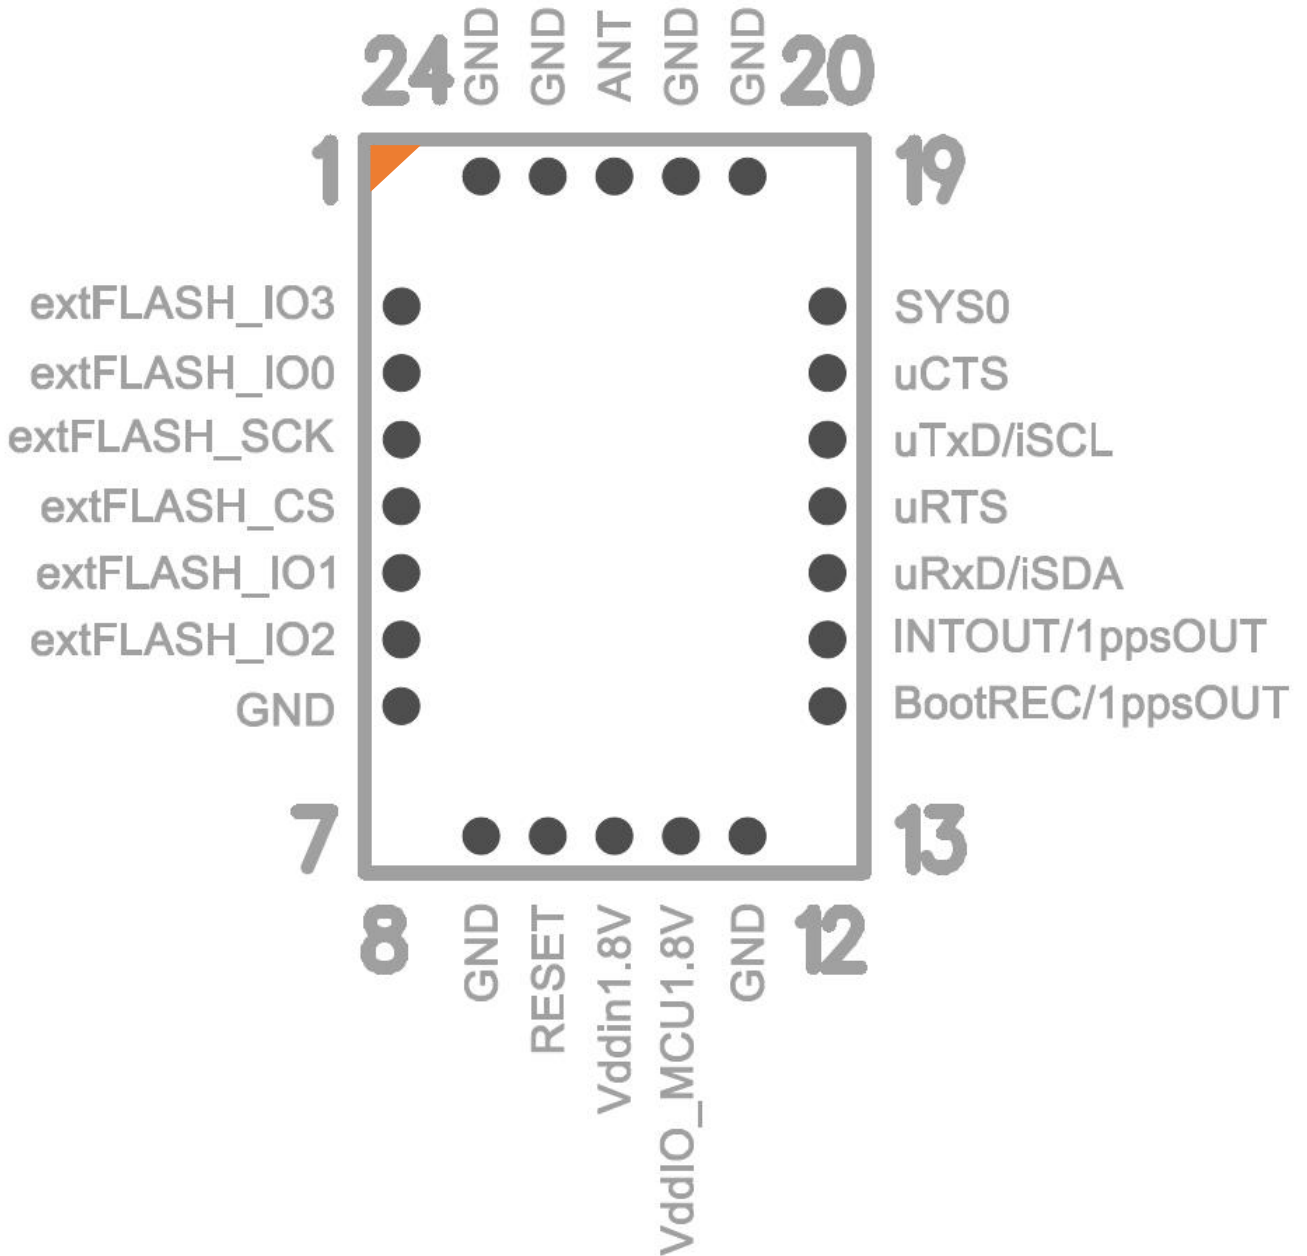 24 GND GND ANT GND GND 20
1 19
extFLASH_IO3 SYS0
extFLASH_IO0 uCTS
extFLASH_SCK uTxD/iSCL
extFLASH_CS uRTS
extFLASH_IO1 uRxD/iSDA
extFLASH_IO2 INTOUT/1ppsOUT
GND BootREC/1ppsOUT
7 13
8 GND RESET Vddin1.8V VddIO_MCU1.8V GND 12